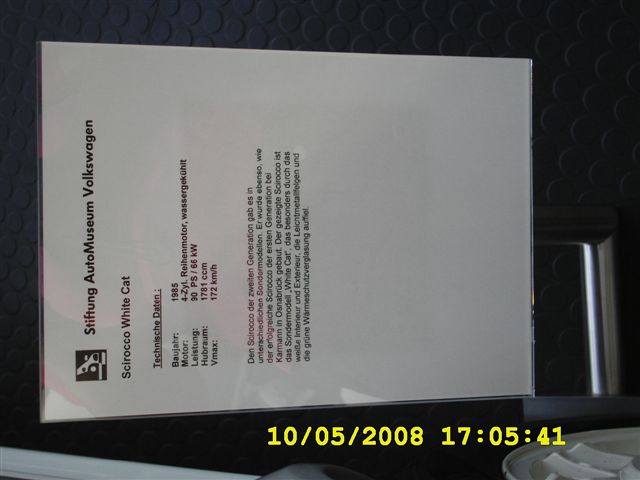 Stiftung AutoMuseum Volkswagen
Scirocco White Cat
Technische Daten :
Baujahr: 1985
Motor: 4-Zyl. Reihenmotor, wassergekühlt
Leistung: 90 PS / 66 kW
Hubraum: 1781 ccm
Vmax: 172 km/h
Den Scirocco der zweiten Generation gab es in
unterschiedlichen Sondermodellen. Er wurde ebenso, wie
der erfolgreiche Scirocco der ersten Generation bei
Karmann in Osnabrück gebaut. Der gezeigte Scirocco ist
das Sondermodell „White Cat", das besonders durch das
weiße Interieur und Exterieur, die Leichtmetallfelgen und
die grüne Wärmeschutzverglasung auffiel.
10/05/2008 17:05:41